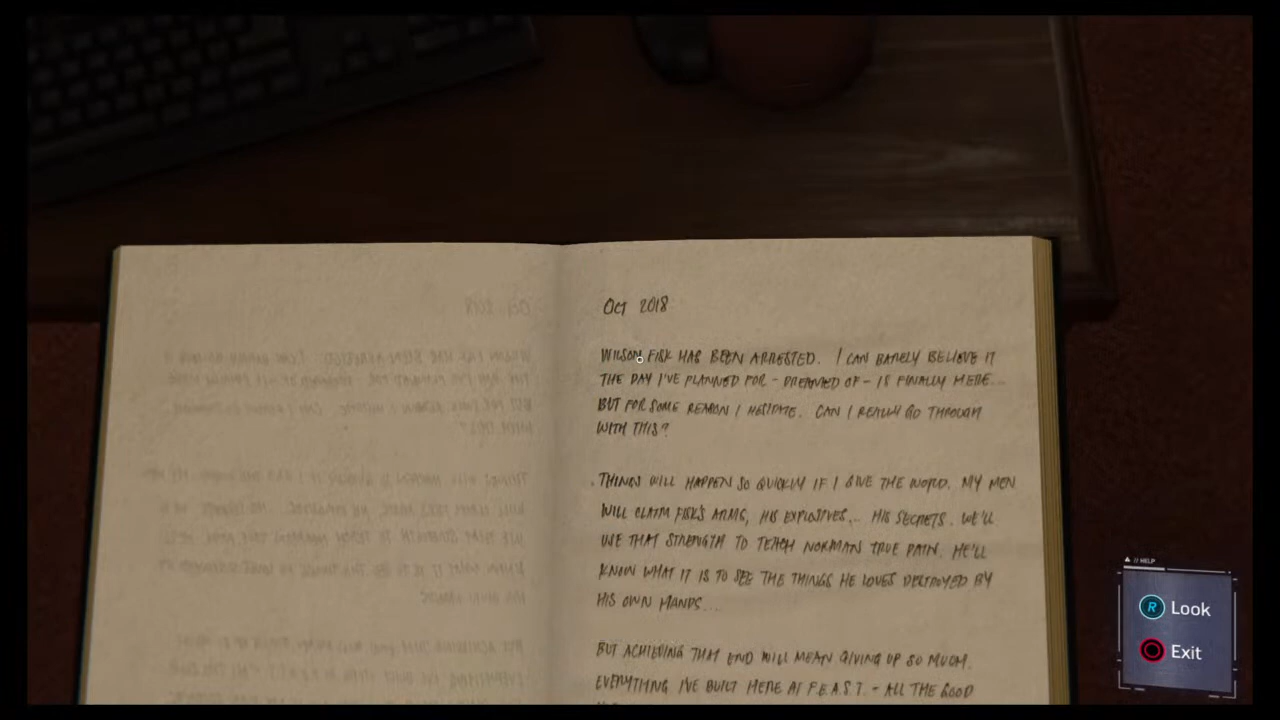 Oct 2018
WILSON FISK HAS BEEN ARRESTED. I CAN BARELY BELIEVE IT
THE DAY I'VE PLANNED FOR - DREAMED OF - IS FINALLY HERE...
BUT FOR SOME REASON I HESITATE. CAN I REALLY GO THROUGH
WITH THIS?
THINGS WILL HAPPEN SO QUICKLY IF I GIVE THE WORD. MY MEN
WILL CLAIM FISK'S ARMS, HIS EXPLOSIVES... HIS SECRETS. WE'LL
USE THAT STRENGTH TO TEACH NORMAN TRUE PAIN. HE'LL
KNOW WHAT IT IS TO SEE THE THINGS HE LOVES DESTROYED BY
HIS OWN HANDS...
BUT ACHIEVING THAT END WILL MEAN GIVING UP SO MUCH.
EVERYTHING I'VE BUILT HERE AT F.E.A.S.T. - ALL THE GOOD
// HELP
R Look
Exit